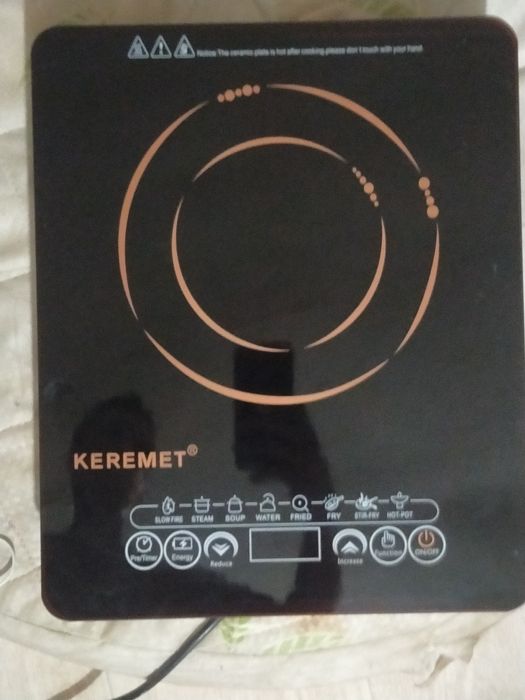 Notice: The ceramic plate is hot after cooking,please don't touch with your hand
KEREMET®
SLOW FIRE STEAM SOUP WATER FRIED FRY STIR-FRY HOT-POT
Pre/Timer Energy Reduce Increase Function ON/OFF